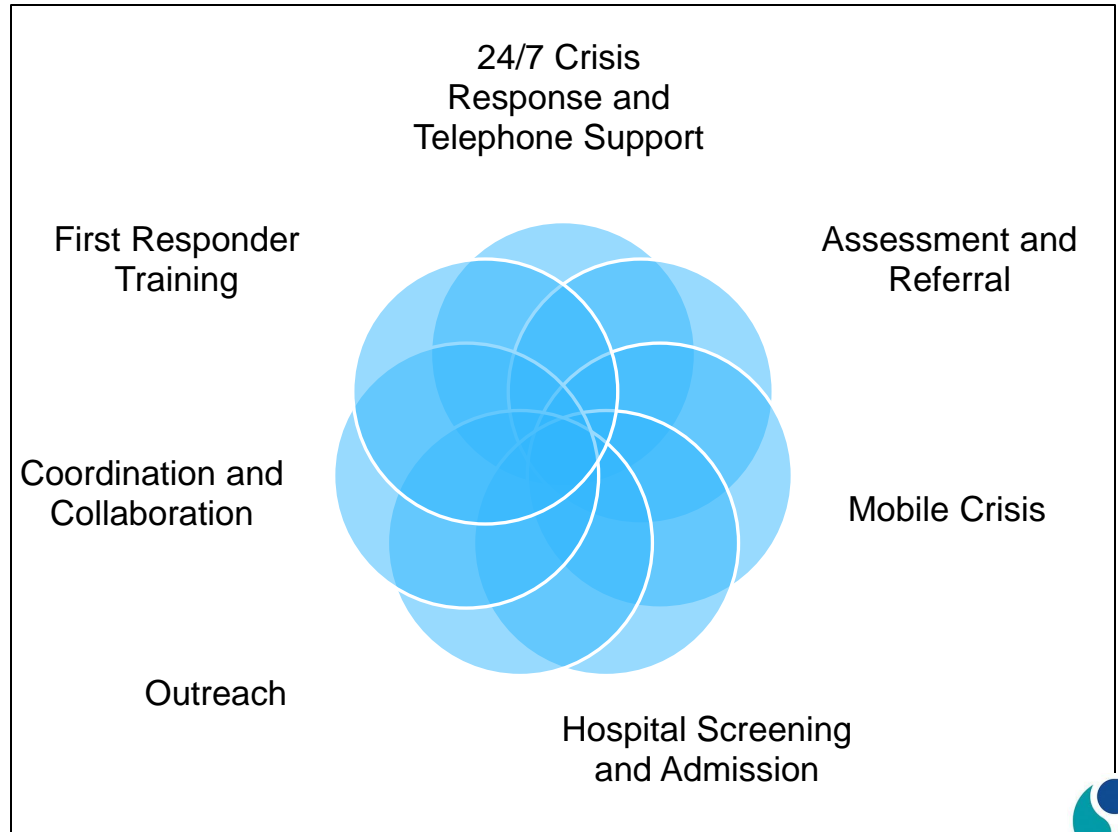 24/7 Crisis
Response and
Telephone Support
First Responder
Training
Assessment and
Referral
Coordination and
Collaboration
Mobile Crisis
Outreach
Hospital Screening
and Admission